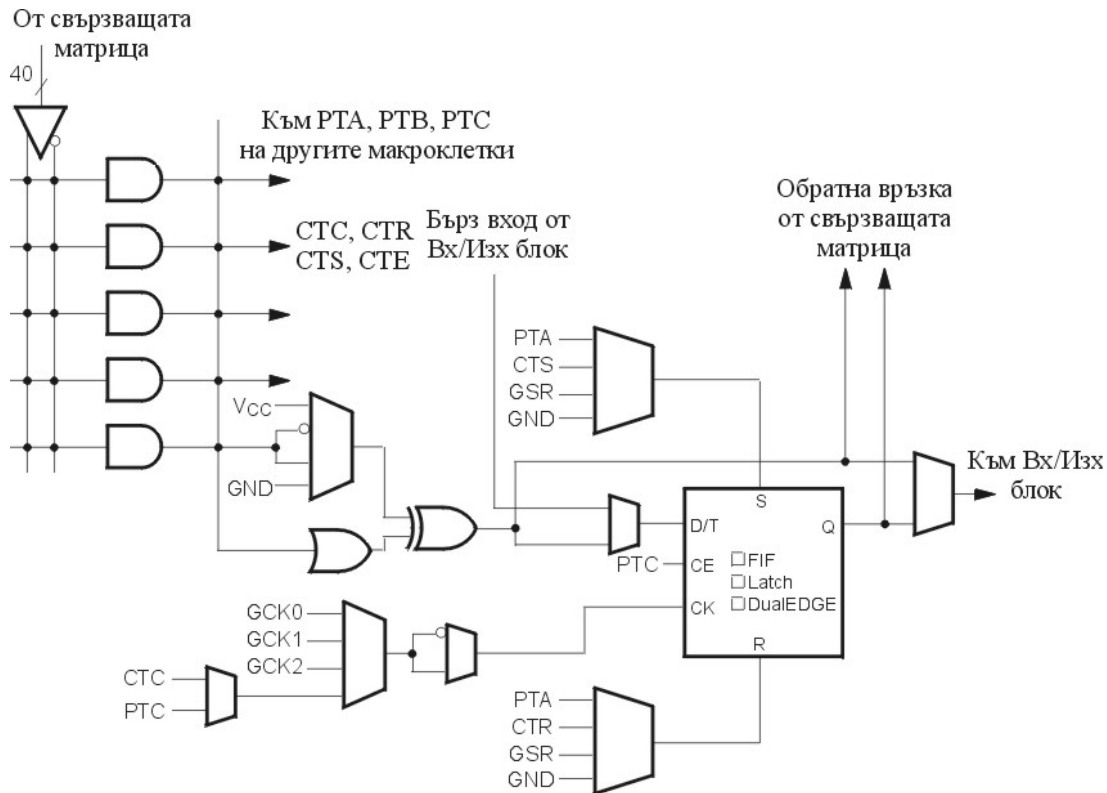 От свързващата
матрица
40
Към PTA, PTB, PTC
на другите макроклетки
CTC, CTR
CTS, CTE
Бърз вход от
Вх/Изх блок
Обратна връзка
от свързващата
матрица
PTA
CTS
GSR
GND
VCC
GND
Към Вх/Изх
блок
S
D/T
Q
PTC
CE
FIF
Latch
DualEDGE
CK
R
GCK0
GCK1
GCK2
CTC
PTC
PTA
CTR
GSR
GND